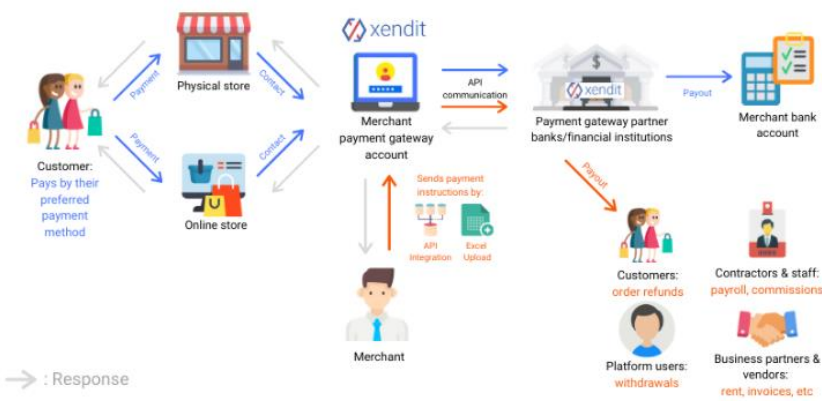 xendit
Physical store
Payment
Contact
Payment
Contact
Customer:
Pays by their
preferred
payment
method
Online store
Merchant
payment gateway
account
API
communication
$
xendit
Payment gateway partner
banks/financial institutions
Payout
Merchant bank
account
Sends payment
instructions by:
API
Integration
Excel
Upload
Merchant
Payout
Customers:
order refunds
Contractors & staff:
payroll, commissions
Platform users:
withdrawals
Business partners &
vendors:
rent, invoices, etc
: Response